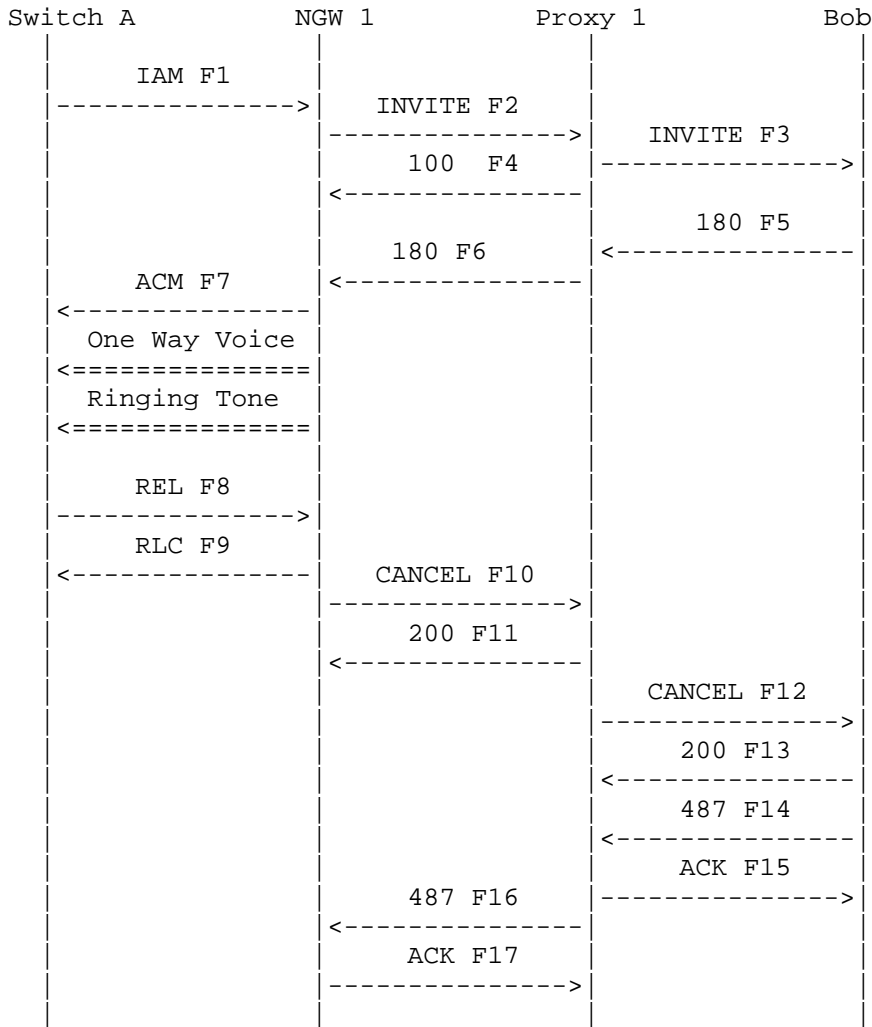 Switch A NGW 1 Proxy 1 Bob
IAM F1
INVITE F2
INVITE F3
100 F4
180 F5
180 F6
ACM F7
One Way Voice
Ringing Tone
REL F8
RLC F9
CANCEL F10
200 F11
CANCEL F12
200 F13
487 F14
ACK F15
487 F16
ACK F17